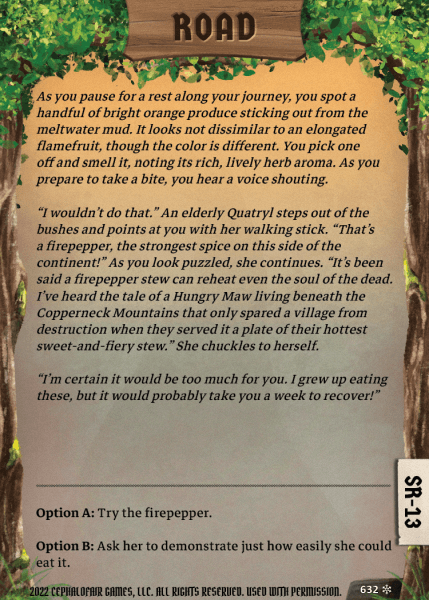 ROAD
As you pause for a rest along your journey, you spot a
handful of bright orange produce sticking out from the
meltwater mud. It looks not dissimilar to an elongated
flamefruit, though the color is different. You pick one
off and smell it, noting its rich, lively herb aroma. As you
prepare to take a bite, you hear a voice shouting.
“I wouldn’t do that.” An elderly Quatryl steps out of the
bushes and points at you with her walking stick. “That’s
a firepepper, the strongest spice on this side of the
continent!” As you look puzzled, she continues. “It’s been
said a firepepper stew can reheat even the soul of the dead.
I’ve heard the tale of a Hungry Maw living beneath the
Copperneck Mountains that only spared a village from
destruction when they served it a plate of their hottest
sweet-and-fiery stew.” She chuckles to herself.
“I’m certain it would be too much for you. I grew up eating
these, but it would probably take you a week to recover!”
Option A: Try the firepepper.
Option B: Ask her to demonstrate just how easily she could
eat it.
SR-13
2022 CEPHALOFAIR GAMES, LLC. ALL RIGHTS RESERVED. USED WITH PERMISSION.
632